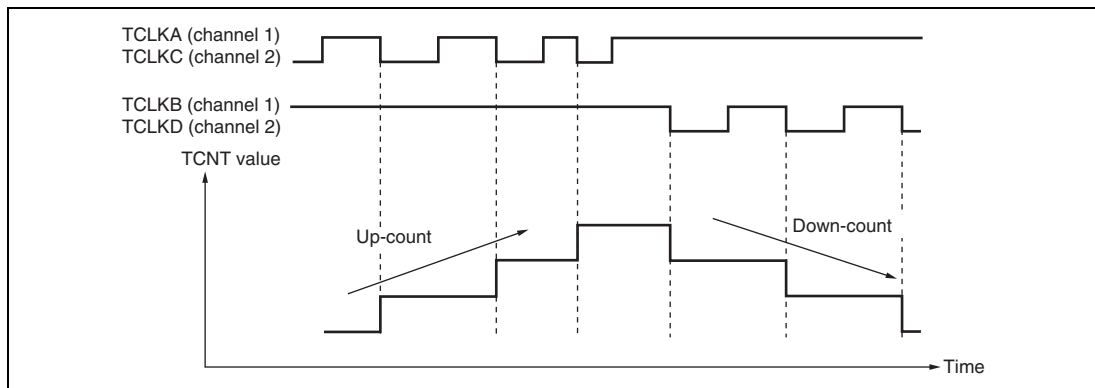 TCLKA (channel 1)
TCLKC (channel 2)
TCLKB (channel 1)
TCLKD (channel 2)
TCNT value
Up-count
Down-count
Time